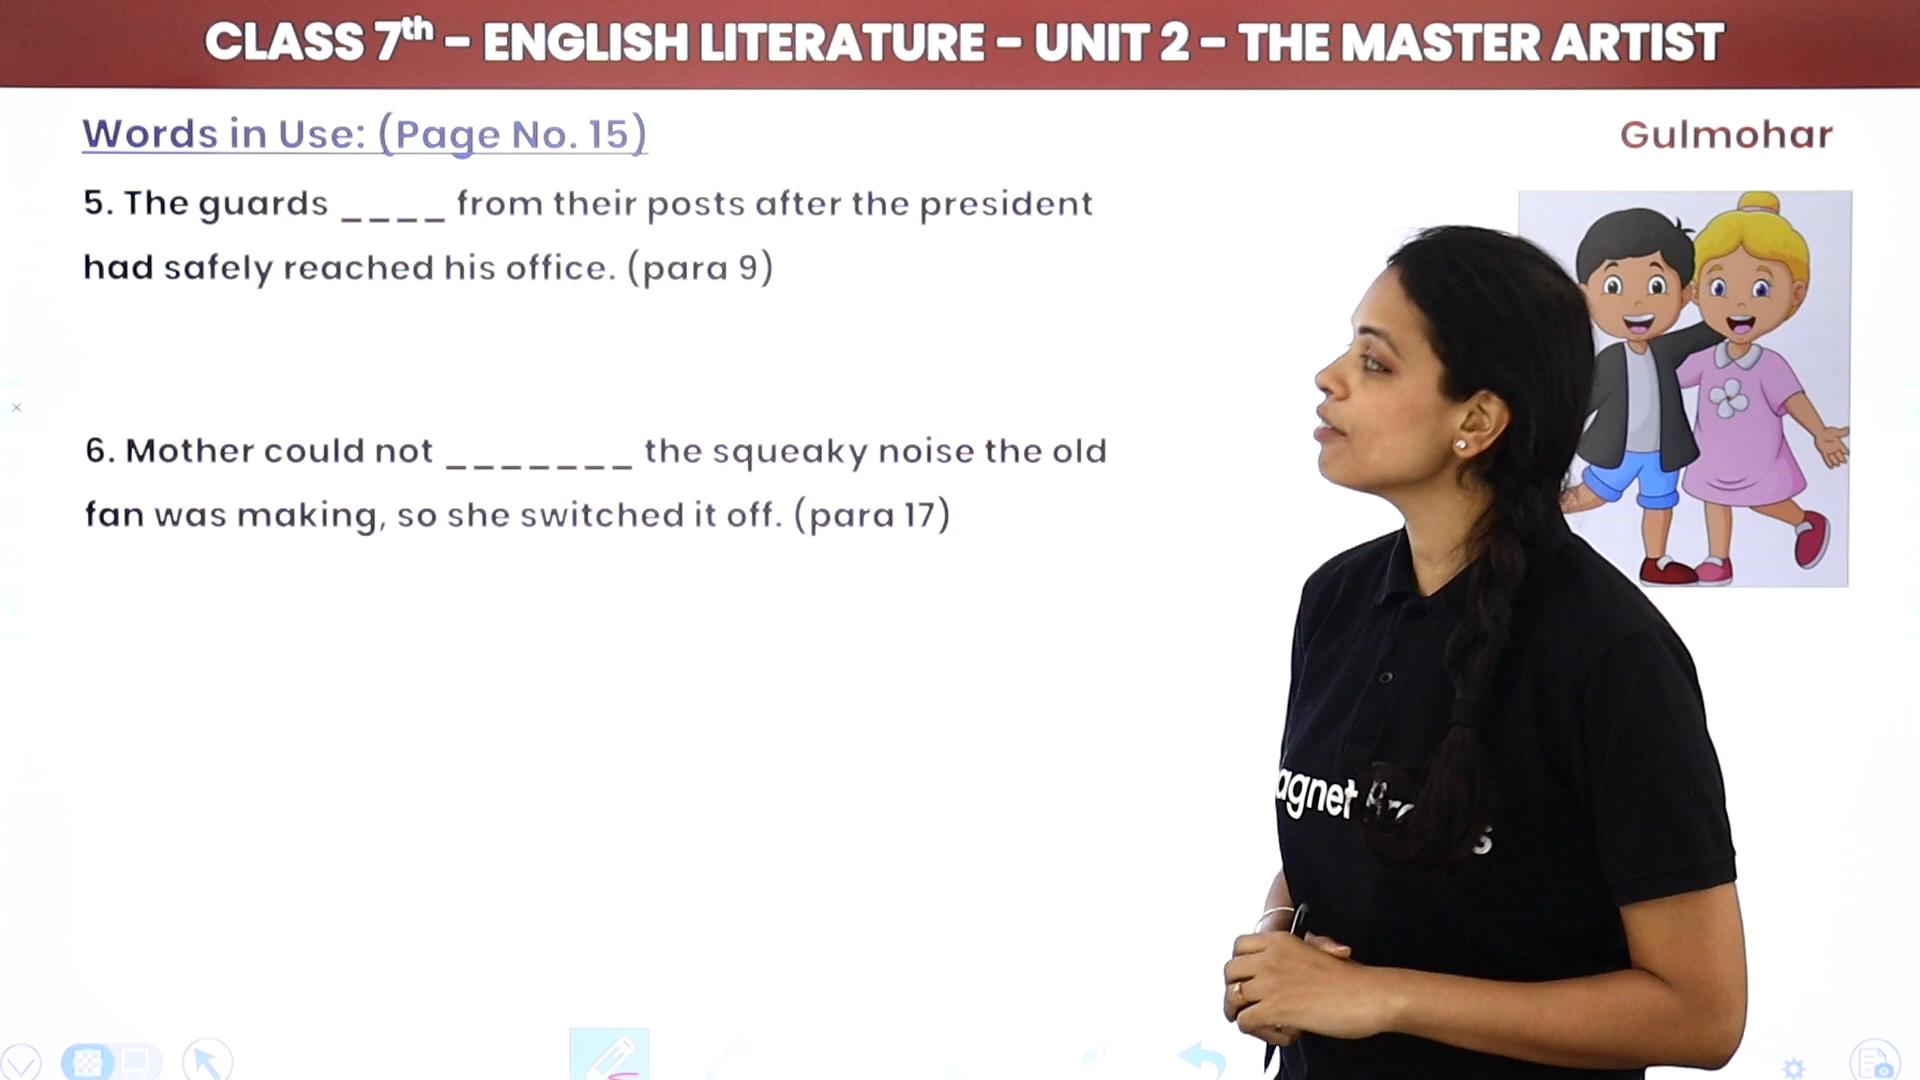 CLASS 7th – ENGLISH LITERATURE – UNIT 2 – THE MASTER ARTIST
Words in Use: (Page No. 15)
Gulmohar
5. The guards ____ from their posts after the president
had safely reached his office. (para 9)
6. Mother could not _______ the squeaky noise the old
fan was making, so she switched it off. (para 17)
agnet